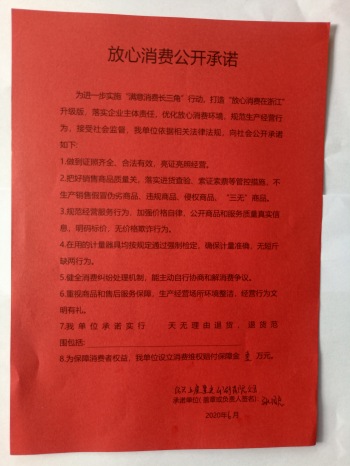 放心消费公开承诺
为进一步实施“满意消费长三角”行动，打造“放心消费在浙江”
升级版，落实企业主体责任，优化放心消费环境，规范生产经营行
为，接受社会监督，我单位依据相关法律法规，向社会公开承诺
如下：
1.做到证照齐全、合法有效，亮证亮照经营。
2.把好销售商品质量关，落实进货查验、索证索票等管控措施，不
生产销售假冒伪劣商品、违规商品、侵权商品、“三无”商品。
3.规范经营服务行为，加强价格自律，公开商品和服务质量真实信
息，明码标价，无价格欺诈行为。
4.在用的计量器具均按规定通过强制检定，确保计量准确，无短斤
缺两行为。
5.健全消费纠纷处理机制，能主动自行协商和解消费争议。
6.重视商品和售后服务保障，生产经营场所环境整洁，经营行为文
明有礼。
7.我单位承诺实行 天无理由退货，退货范
围包括：
8.为保障消费者权益，我单位设立消费维权赔付保障金 壹 万元。
有限公司
承诺单位(盖章或负责人签名)
2020年6月